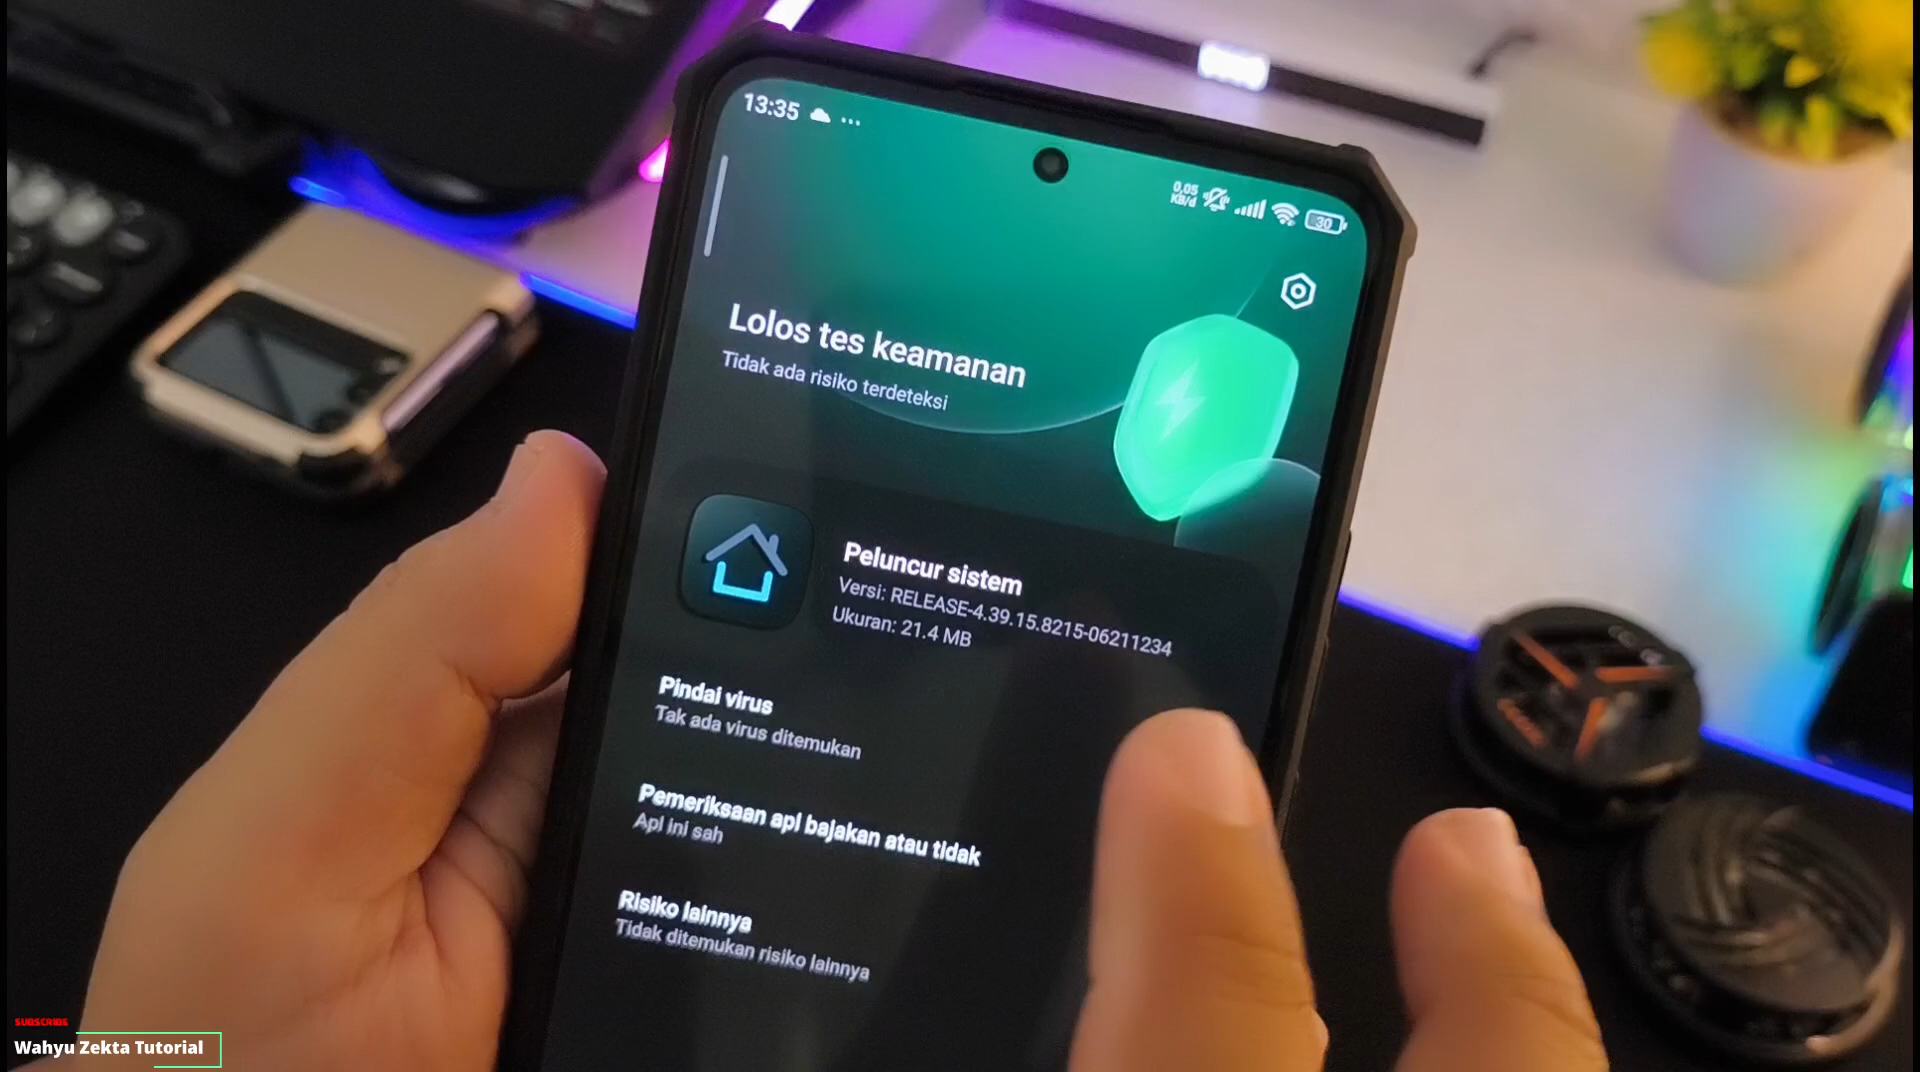 13:35
0,05
KB/d
30
Lolos tes keamanan
Tidak ada risiko terdeteksi
Peluncur sistem
Versi: RELEASE-4.39.15.8215-06211234
Ukuran: 21.4 MB
Pindai virus
Tak ada virus ditemukan
Pemeriksaan apl bajakan atau tidak
Apl ini sah
Risiko lainnya
Tidak ditemukan risiko lainnya
SUBSCRIBE
Wahyu Zekta Tutorial